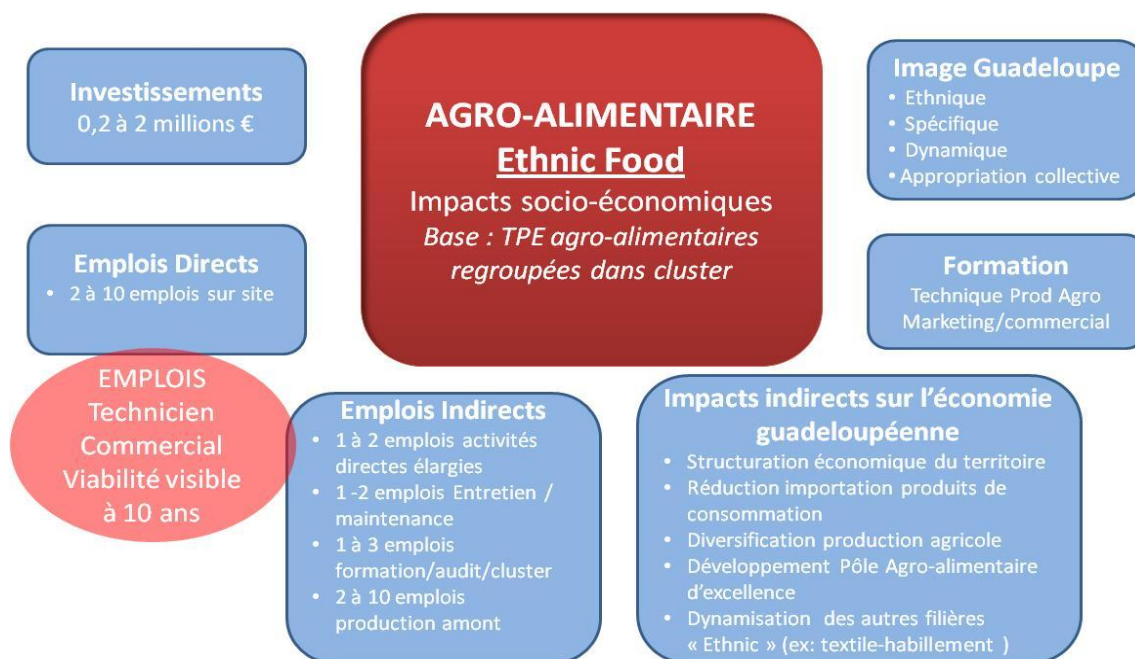 Investissements
0,2 à 2 millions €
Emplois Directs
• 2 à 10 emplois sur site
EMPLOIS
Technicien
Commercial
Viabilité visible
à 10 ans
AGRO-ALIMENTAIRE
Ethnic Food
Impacts socio-économiques
Base : TPE agro-alimentaires
regroupées dans cluster
Image Guadeloupe
• Ethnique
• Spécifique
• Dynamique
• Appropriation collective
Formation
Technique Prod Agro
Marketing/commercial
Emplois Indirects
• 1 à 2 emplois activités
directes élargies
• 1 -2 emplois Entretien /
maintenance
• 1 à 3 emplois
formation/audit/cluster
• 2 à 10 emplois
production amont
Impacts indirects sur l’économie
guadeloupéenne
• Structuration économique du territoire
• Réduction importation produits de
consommation
• Diversification production agricole
• Développement Pôle Agro-alimentaire
d’excellence
• Dynamisation des autres filières
« Ethnic » (ex: textile-habillement )